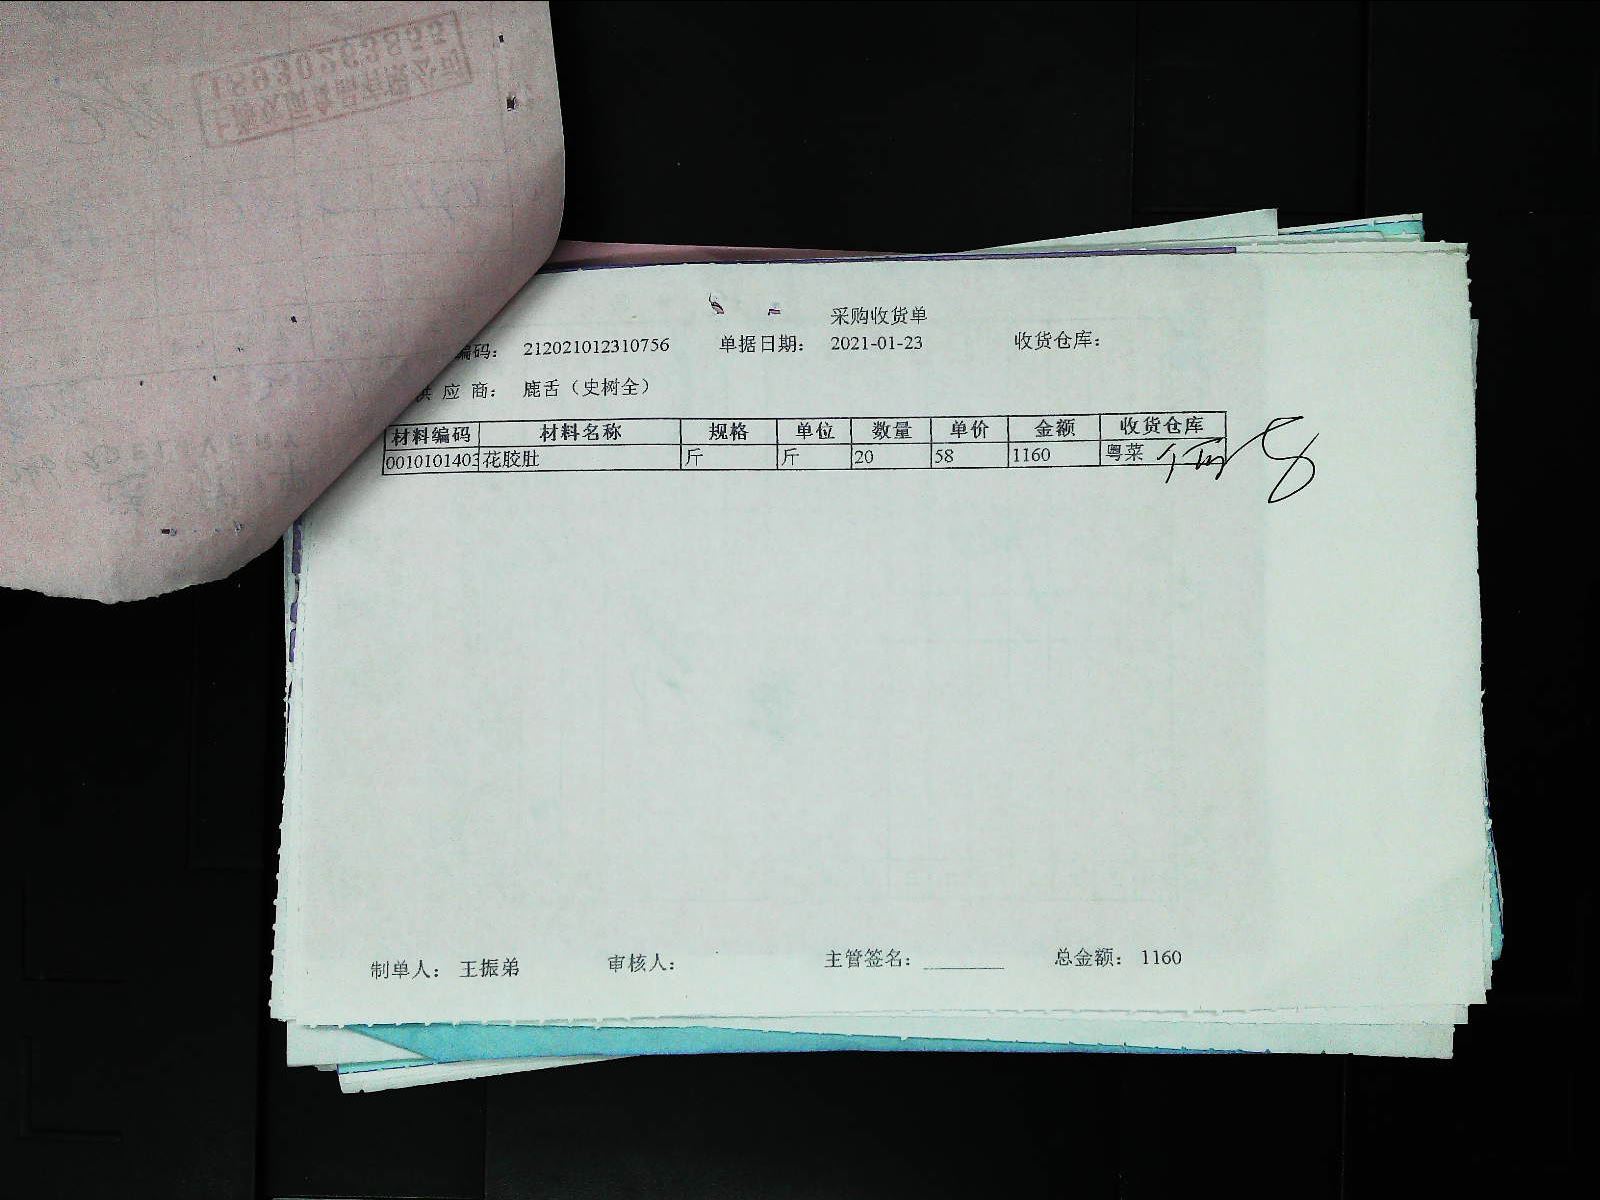 采购收货单
编码： 212021012310756 单据日期： 2021-01-23 收货仓库：
供 应 商： 鹿舌（史树全）
材料编码 材料名称 规格 单位 数量 单价 金额 收货仓库
0010101403 花胶肚 斤 斤 20 58 1160 粤菜
制单人： 王振弟 审核人： 主管签名： 总金额： 1160